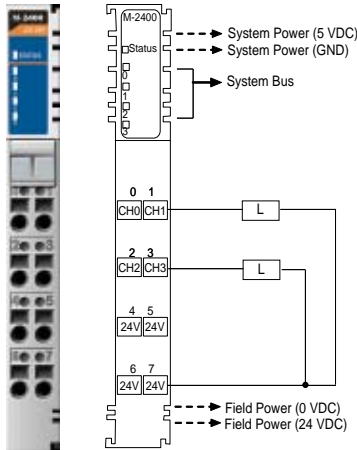 M-2400
STATUS
M-2400
Status
0
1
2
3
System Power (5 VDC)
System Power (GND)
System Bus
0 1
CH0 CH1
L
2 3
CH2 CH3
L
4 5
24V 24V
6 7
24V 24V
Field Power (0 VDC)
Field Power (24 VDC)